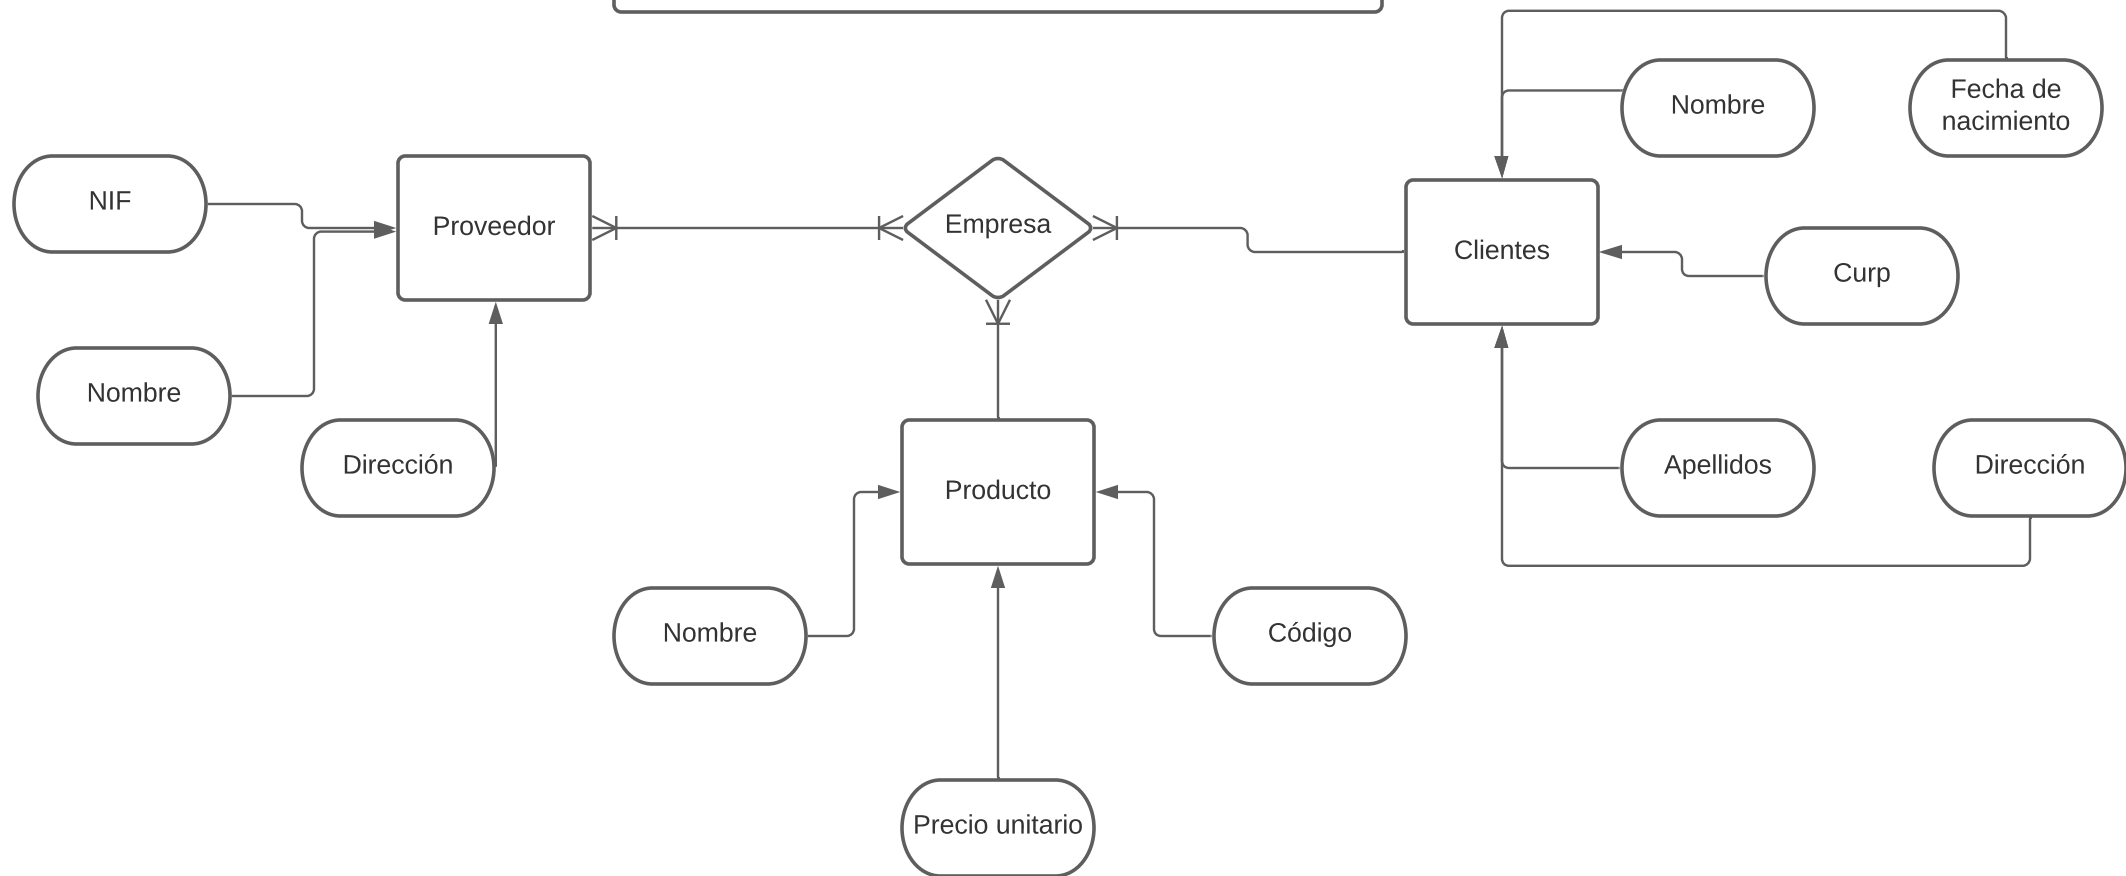 Nombre
Fecha de
nacimiento
NIF
Proveedor
Empresa
Clientes
Curp
Nombre
Dirección
Producto
Apellidos
Dirección
Nombre
Código
Precio unitario